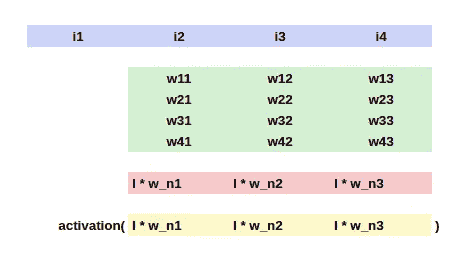 i1 i2 i3 i4
w11 w12 w13
w21 w22 w23
w31 w32 w33
w41 w42 w43
I * w_n1 I * w_n2 I * w_n3
activation( I * w_n1 I * w_n2 I * w_n3 )